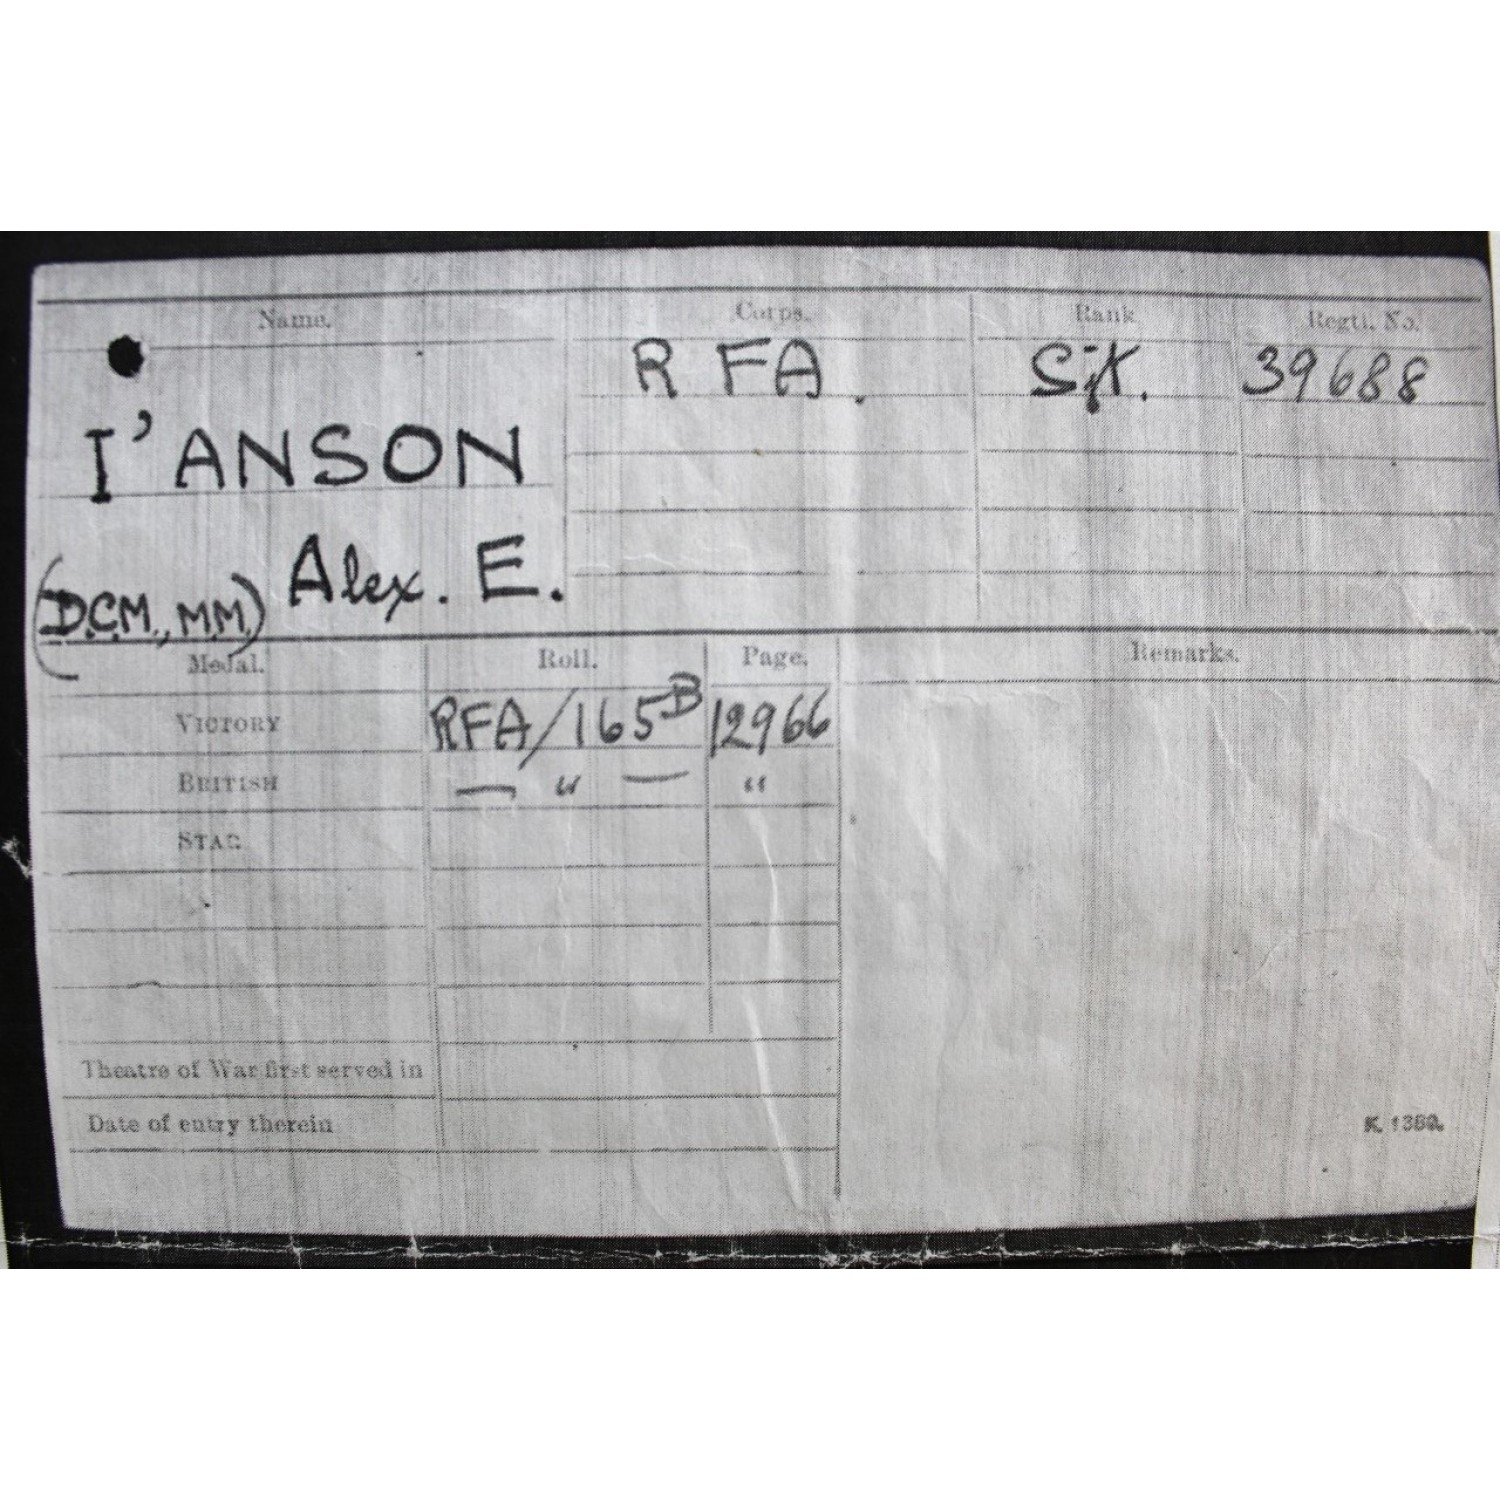 Name. Corps. Rank Regtl. No.
R FA. Sjt. 39688
I'ANSON
(D.C.M., M.M.) Alex. E.
Medal. Roll. Page. Remarks.
VICTORY RFA/165B 12966
BRITISH — " — "
STAR
Theatre of War first served in
Date of entry therein
K. 1380.